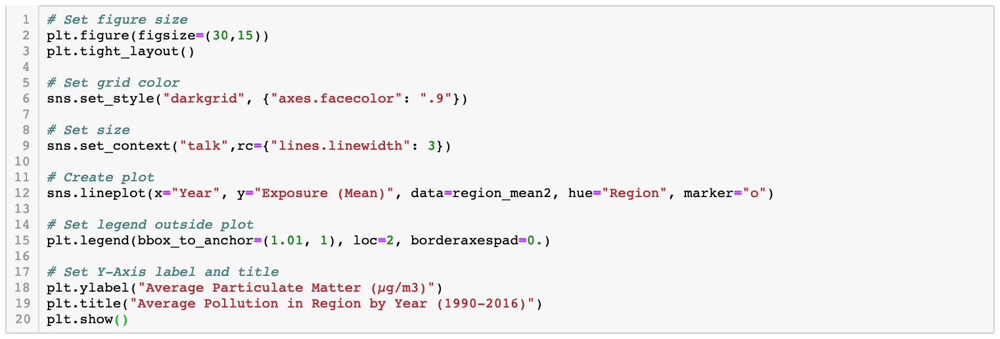 1 # Set figure size
2 plt.figure(figsize=(30,15))
3 plt.tight_layout()
4
5 # Set grid color
6 sns.set_style("darkgrid", {"axes.facecolor": ".9"})
7
8 # Set size
9 sns.set_context("talk",rc={"lines.linewidth": 3})
10
11 # Create plot
12 sns.lineplot(x="Year", y="Exposure (Mean)", data=region_mean2, hue="Region", marker="o")
13
14 # Set legend outside plot
15 plt.legend(bbox_to_anchor=(1.01, 1), loc=2, borderaxespad=0.)
16
17 # Set Y-Axis label and title
18 plt.ylabel("Average Particulate Matter (µg/m3)")
19 plt.title("Average Pollution in Region by Year (1990-2016)")
20 plt.show()